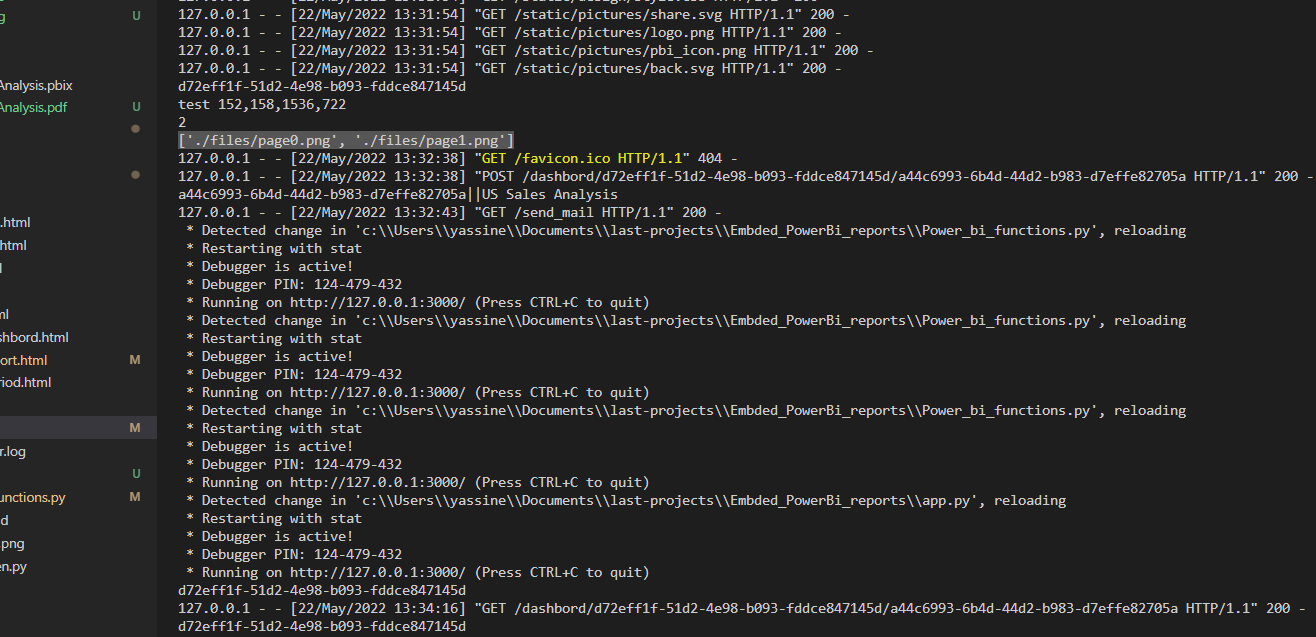 g U
Analysis.pbix
Analysis.pdf U
.html
html
l
ml
shbord.html
ort.html M
riod.html
M
r.log
U
unctions.py M
d
.png
en.py
127.0.0.1 - - [22/May/2022 13:31:54] "GET /static/pictures/share.svg HTTP/1.1" 200 -
127.0.0.1 - - [22/May/2022 13:31:54] "GET /static/pictures/logo.png HTTP/1.1" 200 -
127.0.0.1 - - [22/May/2022 13:31:54] "GET /static/pictures/pbi_icon.png HTTP/1.1" 200 -
127.0.0.1 - - [22/May/2022 13:31:54] "GET /static/pictures/back.svg HTTP/1.1" 200 -
d72eff1f-51d2-4e98-b093-fddce847145d
test 152,158,1536,722
2
['./files/page0.png', './files/page1.png']
127.0.0.1 - - [22/May/2022 13:32:38] "GET /favicon.ico HTTP/1.1" 404 -
127.0.0.1 - - [22/May/2022 13:32:38] "POST /dashbord/d72eff1f-51d2-4e98-b093-fddce847145d/a44c6993-6b4d-44d2-b983-d7effe82705a HTTP/1.1" 200 -
a44c6993-6b4d-44d2-b983-d7effe82705a||US Sales Analysis
127.0.0.1 - - [22/May/2022 13:32:43] "GET /send_mail HTTP/1.1" 200 -
* Detected change in 'c:\\Users\\yassine\\Documents\\last-projects\\Embded_PowerBi_reports\\Power_bi_functions.py', reloading
* Restarting with stat
* Debugger is active!
* Debugger PIN: 124-479-432
* Running on http://127.0.0.1:3000/ (Press CTRL+C to quit)
* Detected change in 'c:\\Users\\yassine\\Documents\\last-projects\\Embded_PowerBi_reports\\Power_bi_functions.py', reloading
* Restarting with stat
* Debugger is active!
* Debugger PIN: 124-479-432
* Running on http://127.0.0.1:3000/ (Press CTRL+C to quit)
* Detected change in 'c:\\Users\\yassine\\Documents\\last-projects\\Embded_PowerBi_reports\\Power_bi_functions.py', reloading
* Restarting with stat
* Debugger is active!
* Debugger PIN: 124-479-432
* Running on http://127.0.0.1:3000/ (Press CTRL+C to quit)
* Detected change in 'c:\\Users\\yassine\\Documents\\last-projects\\Embded_PowerBi_reports\\app.py', reloading
* Restarting with stat
* Debugger is active!
* Debugger PIN: 124-479-432
* Running on http://127.0.0.1:3000/ (Press CTRL+C to quit)
d72eff1f-51d2-4e98-b093-fddce847145d
127.0.0.1 - - [22/May/2022 13:34:16] "GET /dashbord/d72eff1f-51d2-4e98-b093-fddce847145d/a44c6993-6b4d-44d2-b983-d7effe82705a HTTP/1.1" 200 -
d72eff1f-51d2-4e98-b093-fddce847145d